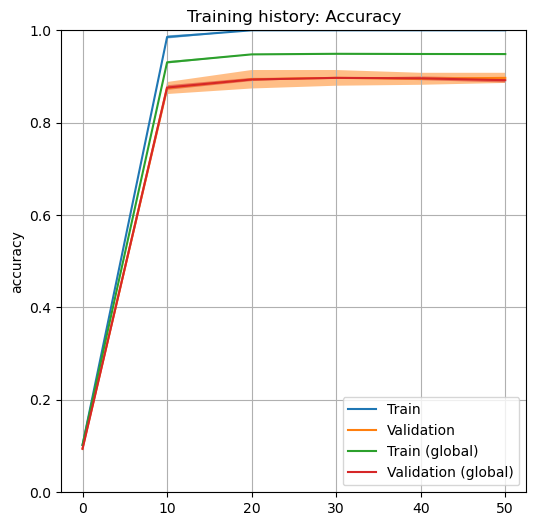 Training history: Accuracy
accuracy
1.0
0.8
0.6
0.4
0.2
0.0
0 10 20 30 40 50
Train
Validation
Train (global)
Validation (global)